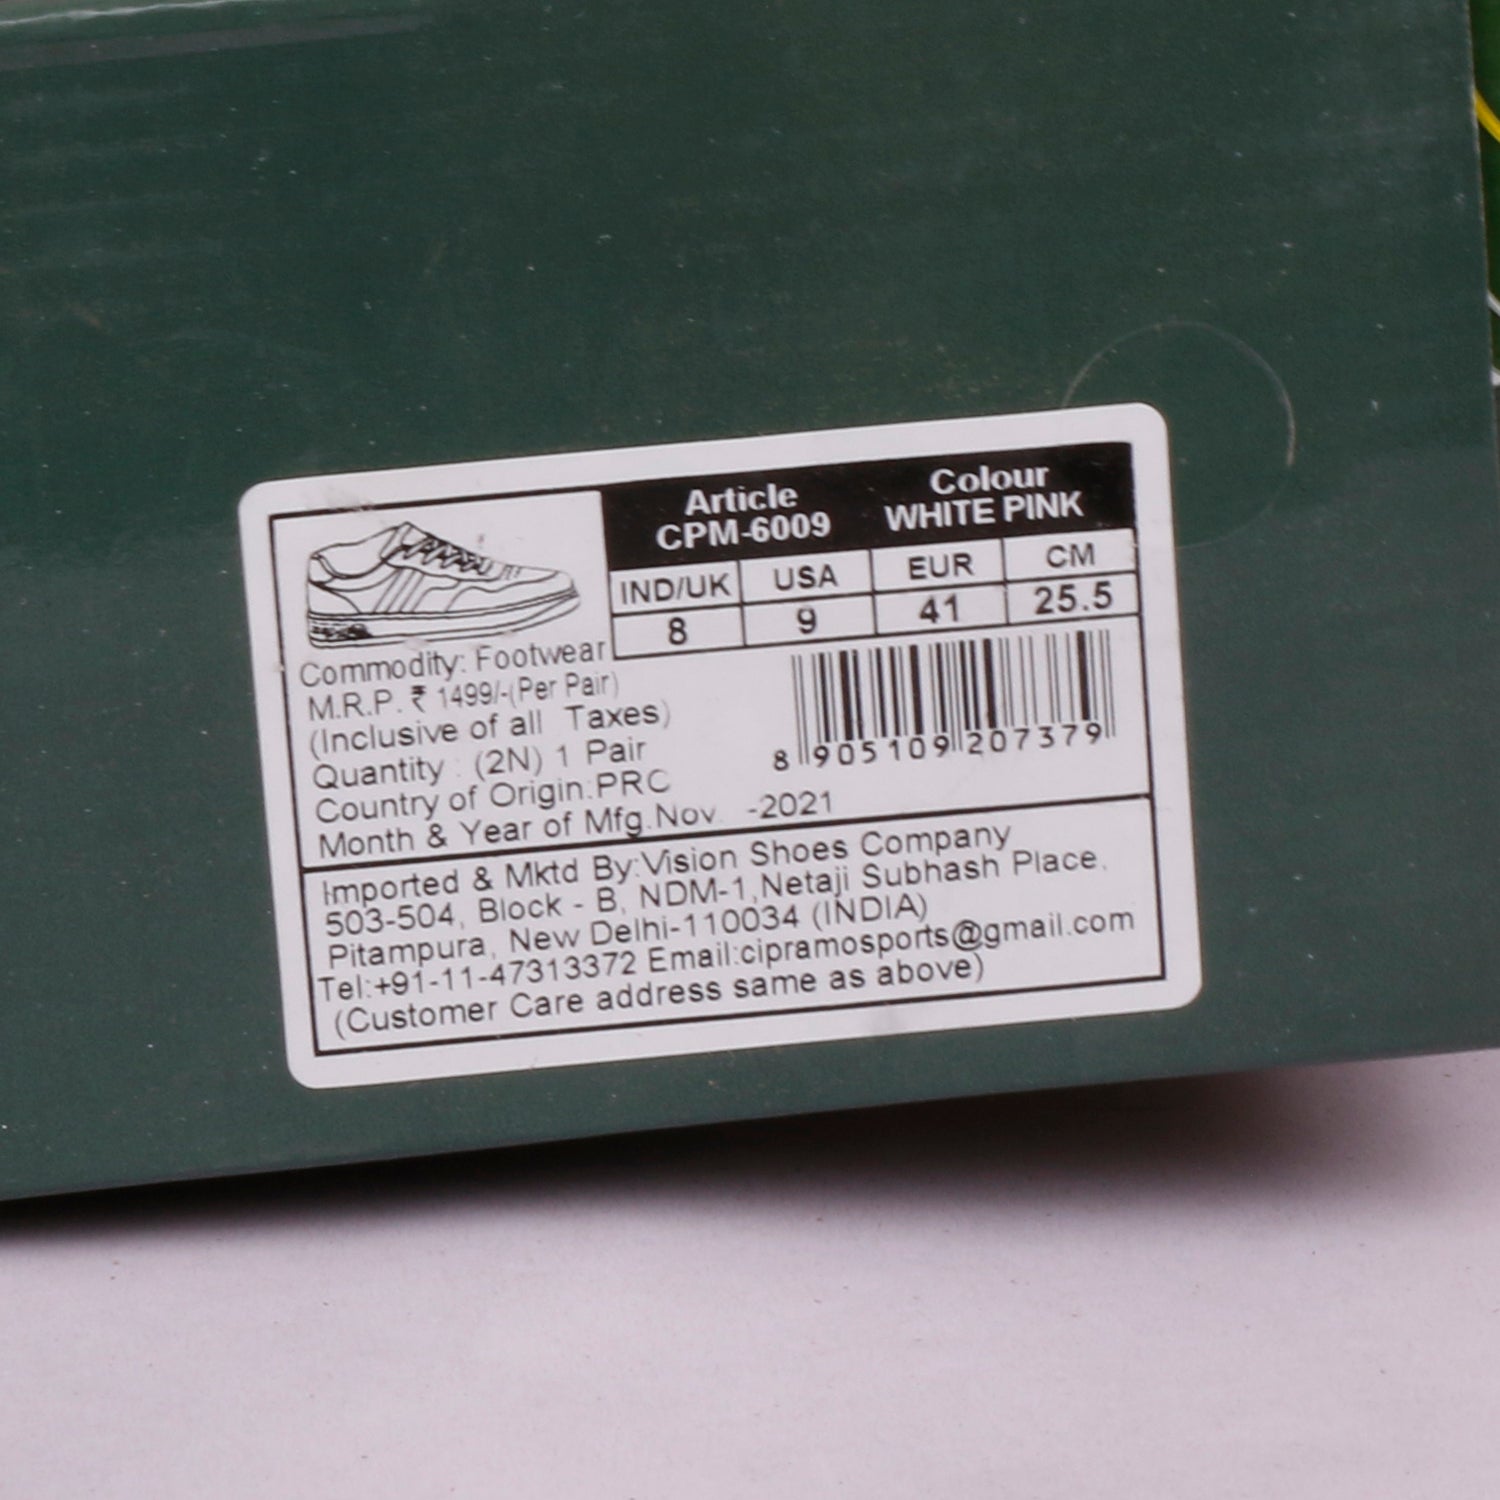 Article
CPM-6009
Colour
WHITE PINK
IND/UK USA EUR CM
8 9 41 25.5
Commodity: Footwear
M.R.P. ₹ 1499/-(Per Pair)
(Inclusive of all Taxes)
Quantity : (2N) 1 Pair
Country of Origin:PRC
Month & Year of Mfg.Nov. -2021
8 905109 207379
Imported & Mktd By:Vision Shoes Company
503-504, Block - B, NDM-1,Netaji Subhash Place,
Pitampura, New Delhi-110034 (INDIA)
Tel:+91-11-47313372 Email:cipramosports@gmail.com
(Customer Care address same as above)